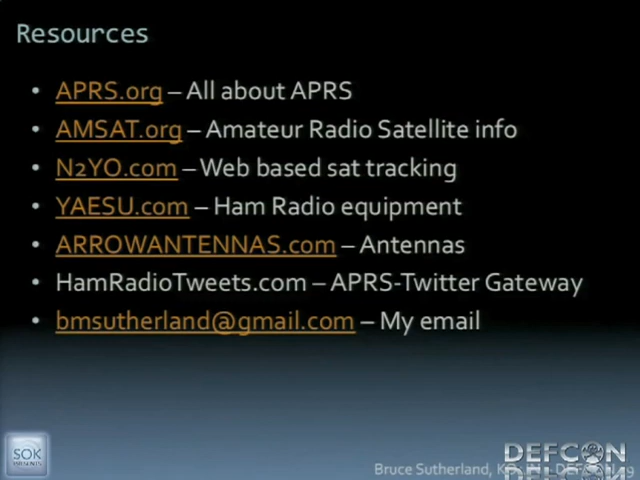 Resources
• APRS.org – All about APRS
• AMSAT.org – Amateur Radio Satellite info
• N2YO.com – Web based sat tracking
• YAESU.com – Ham Radio equipment
• ARROWANTENNAS.com – Antennas
• HamRadioTweets.com – APRS-Twitter Gateway
• bmsutherland@gmail.com – My email
SOK
PRESENTS
DEFCON
Bruce Sutherland,